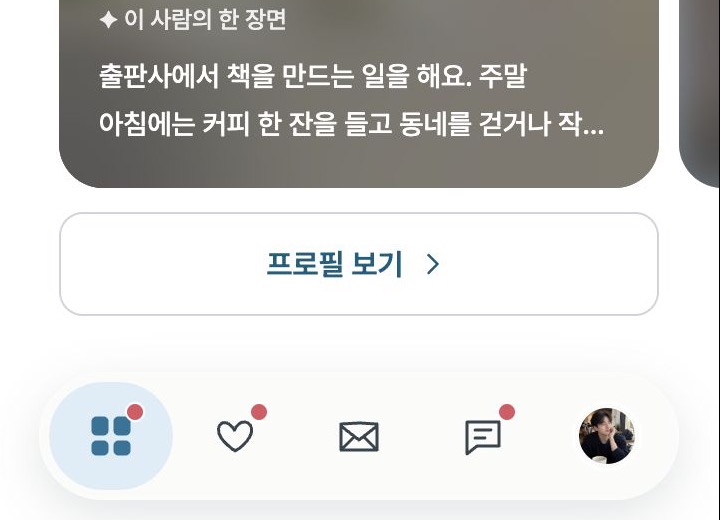 ✦ 이 사람의 한 장면
출판사에서 책을 만드는 일을 해요. 주말
아침에는 커피 한 잔을 들고 동네를 걷거나 작...
프로필 보기 >